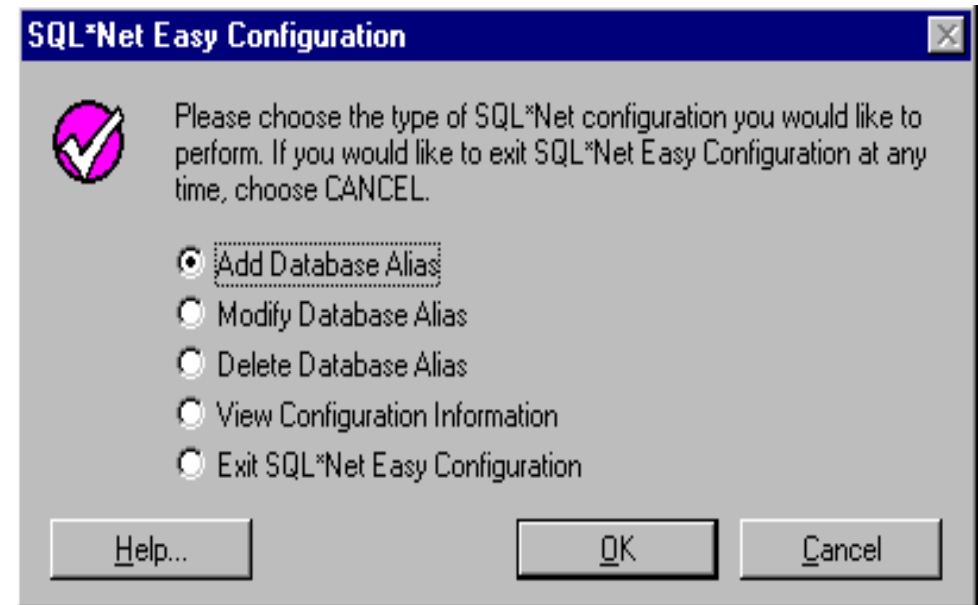 SQL*Net Easy Configuration
Please choose the type of SQL*Net configuration you would like to
perform. If you would like to exit SQL*Net Easy Configuration at any
time, choose CANCEL.
Add Database Alias
Modify Database Alias
Delete Database Alias
View Configuration Information
Exit SQL*Net Easy Configuration
Help... OK Cancel